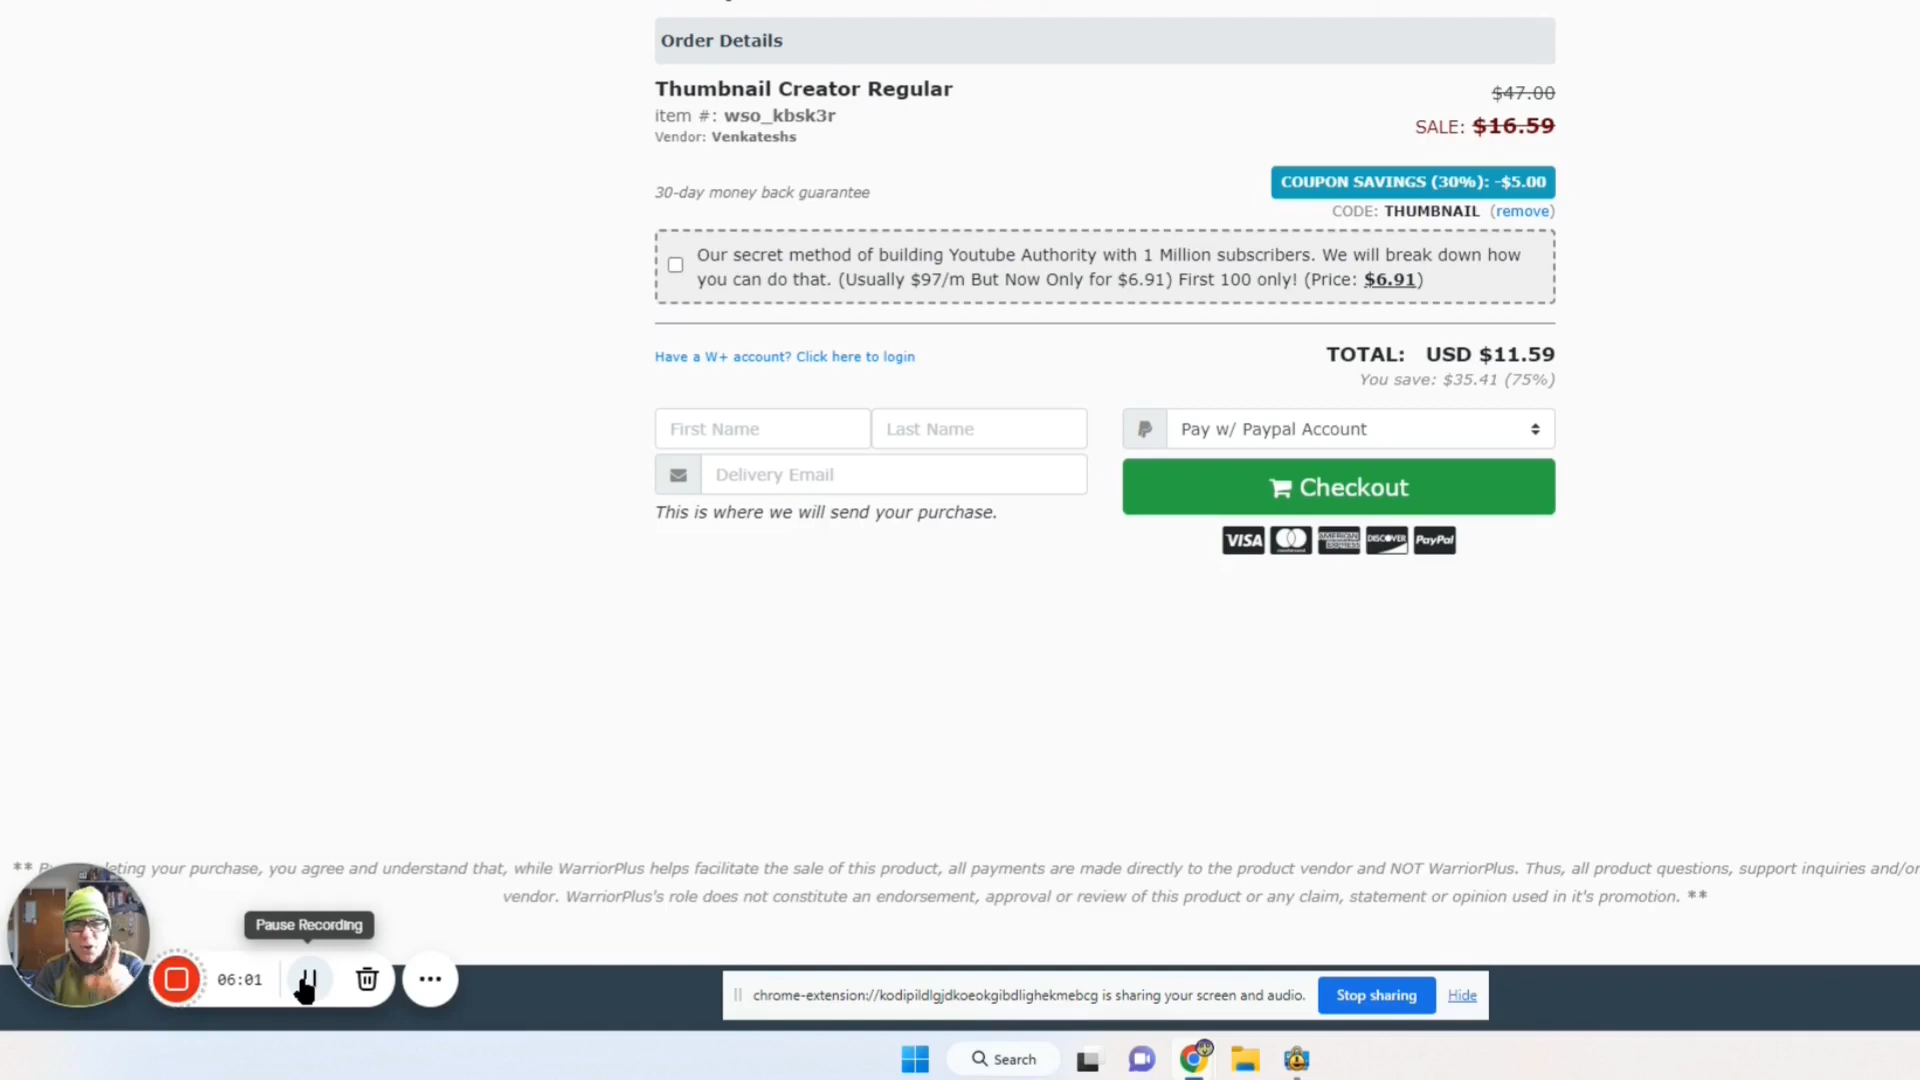 Order Details
Thumbnail Creator Regular
$47.00
item #: wso_kbsk3r
SALE: $16.59
Vendor: Venkateshs
COUPON SAVINGS (30%): -$5.00
30-day money back guarantee
CODE: THUMBNAIL (remove)
Our secret method of building Youtube Authority with 1 Million subscribers. We will break down how
you can do that. (Usually $97/m But Now Only for $6.91) First 100 only! (Price: $6.91)
Have a W+ account? Click here to login
TOTAL: USD $11.59
You save: $35.41 (75%)
First Name
Last Name
Pay w/ Paypal Account
Delivery Email
Checkout
This is where we will send your purchase.
VISA
mastercard
AMERICAN EXPRESS
DISCOVER
PayPal
** eting your purchase, you agree and understand that, while WarriorPlus helps facilitate the sale of this product, all payments are made directly to the product vendor and NOT WarriorPlus. Thus, all product questions, support inquiries and/or
vendor. WarriorPlus's role does not constitute an endorsement, approval or review of this product or any claim, statement or opinion used in it's promotion. **
Pause Recording
06:01
chrome-extension://kodipildlgjdkoeokgibdlighekmebcg is sharing your screen and audio.
Stop sharing
Hide
Search